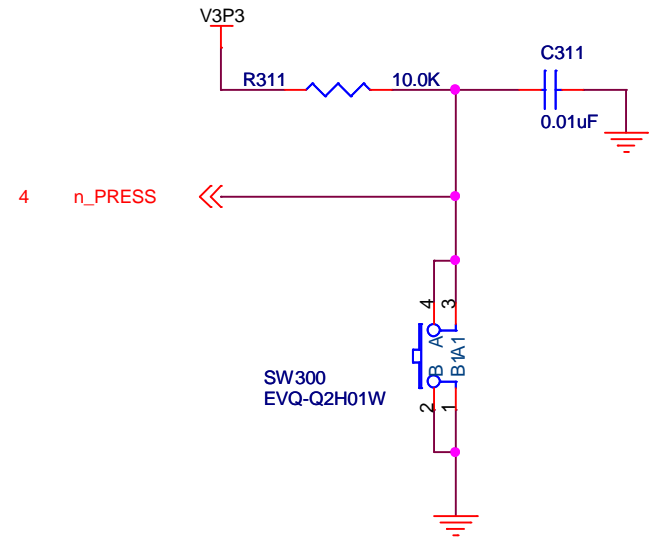 V3P3
C311
R311
10.0K
0.01uF
4 n_PRESS
4 3
A A1
B B1
SW300
EVQ-Q2H01W
2 1